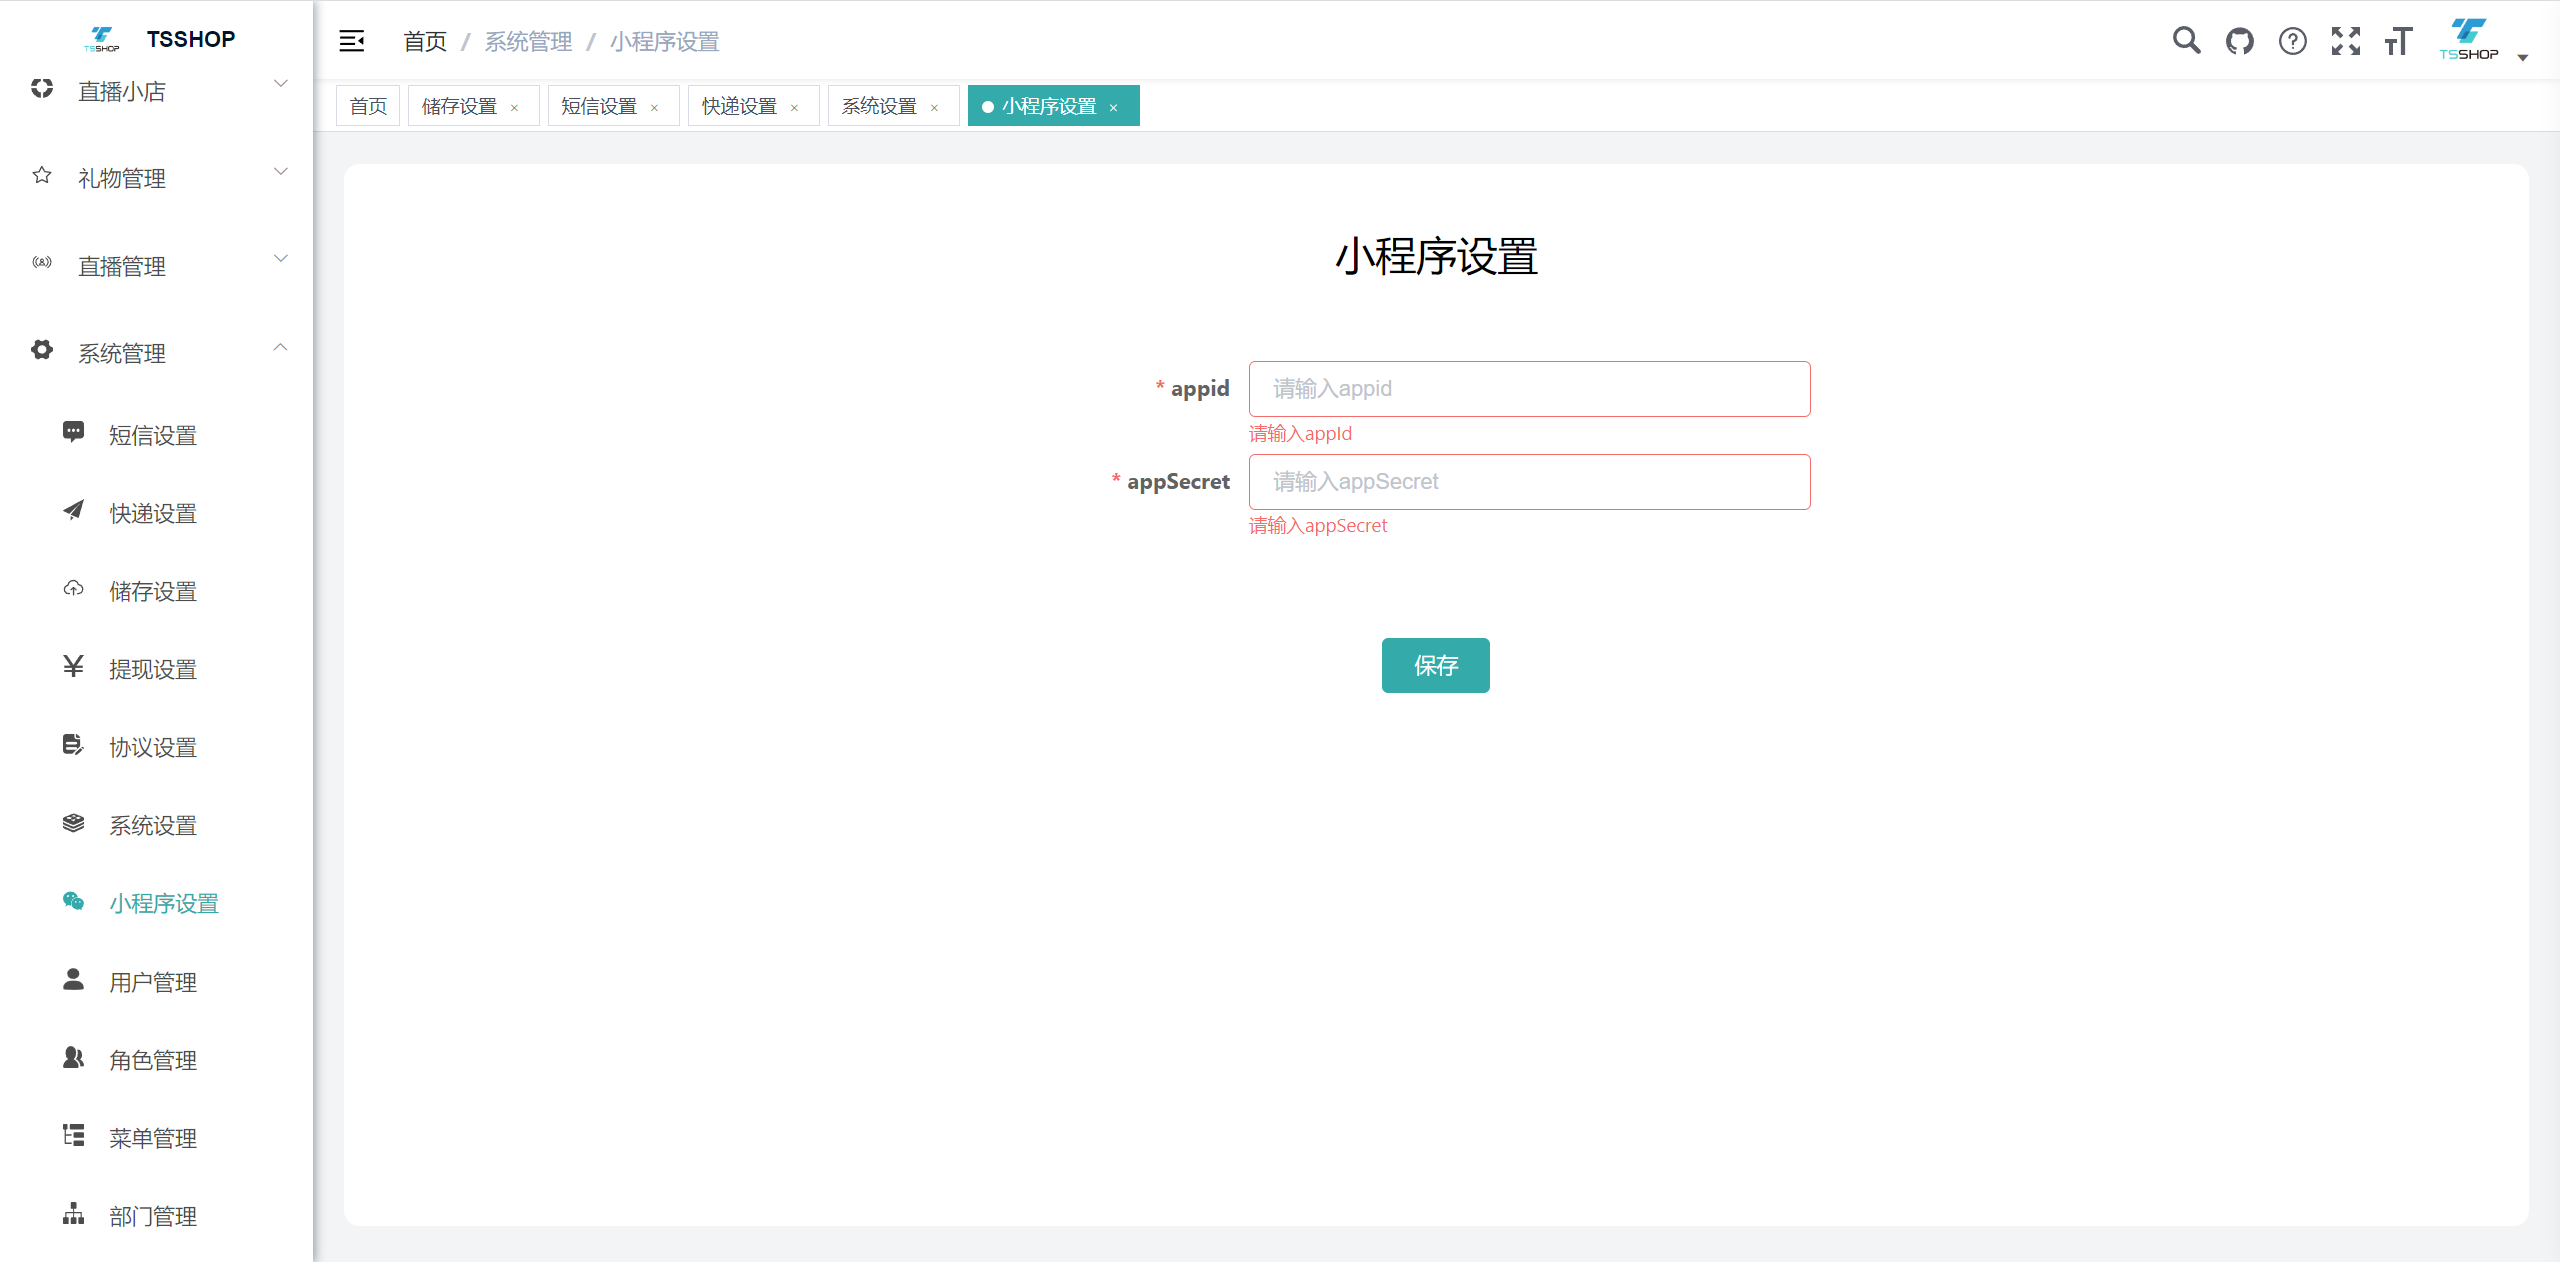 TSSHOP
TSSHOP
直播小店
礼物管理
直播管理
系统管理
短信设置
快递设置
储存设置
提现设置
协议设置
系统设置
小程序设置
用户管理
角色管理
菜单管理
部门管理
首页 / 系统管理 / 小程序设置
TSSHOP
首页 储存设置 × 短信设置 × 快递设置 × 系统设置 × 小程序设置 ×
小程序设置
* appid 请输入appid
请输入appId
* appSecret 请输入appSecret
请输入appSecret
保存